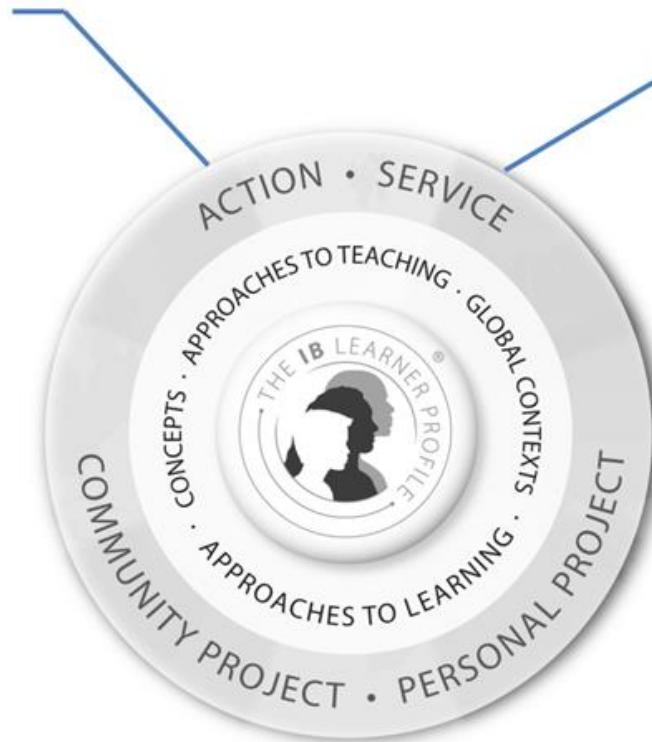 ACTION • SERVICE
COMMUNITY PROJECT • PERSONAL PROJECT
APPROACHES TO TEACHING · GLOBAL CONTEXTS ·
CONCEPTS · APPROACHES TO LEARNING ·
THE IB LEARNER PROFILE ®